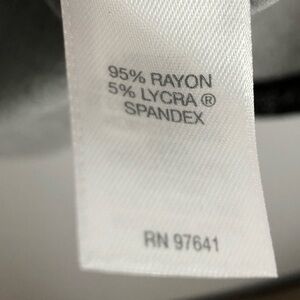 95% RAYON
5% LYCRA ®
SPANDEX
RN 97641